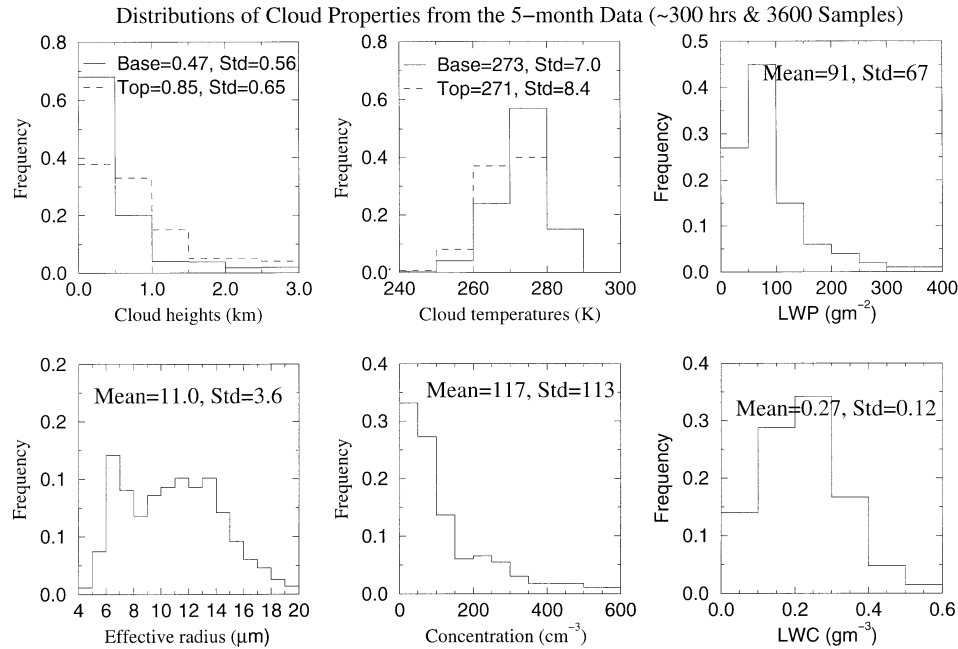 Distributions of Cloud Properties from the 5−month Data (~300 hrs & 3600 Samples)
0.8
0.6
0.4
0.2
0.0
Frequency
Base=0.47, Std=0.56
Top=0.85, Std=0.65
0.0 1.0 2.0 3.0
Cloud heights (km)
0.8
0.6
0.4
0.2
0.0
Frequency
Base=273, Std=7.0
Top=271, Std=8.4
240 260 280 300
Cloud temperatures (K)
0.5
0.4
0.3
0.2
0.1
0.0
Frequency
Mean=91, Std=67
0 100 200 300 400
LWP (gm⁻²)
0.2
0.2
0.1
0.1
0.0
Frequency
Mean=11.0, Std=3.6
4 6 8 10 12 14 16 18 20
Effective radius (μm)
0.4
0.3
0.2
0.1
0.0
Frequency
Mean=117, Std=113
0 100 200 300 400 500 600
Concentration (cm⁻³)
0.4
0.3
0.2
0.1
0.0
Frequency
Mean=0.27, Std=0.12
0.0 0.2 0.4 0.6
LWC (gm⁻³)